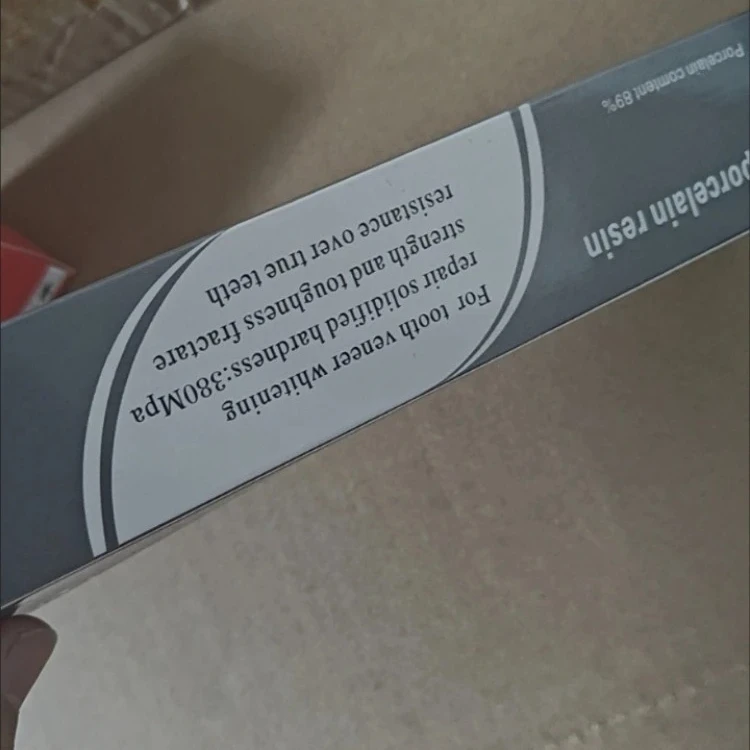 For tooth veneer whitening
repair solidified hardness:380Mpa
strength and toughness fractare
resistance over true teeth
porcelain resin
Porcelain comtent 89%